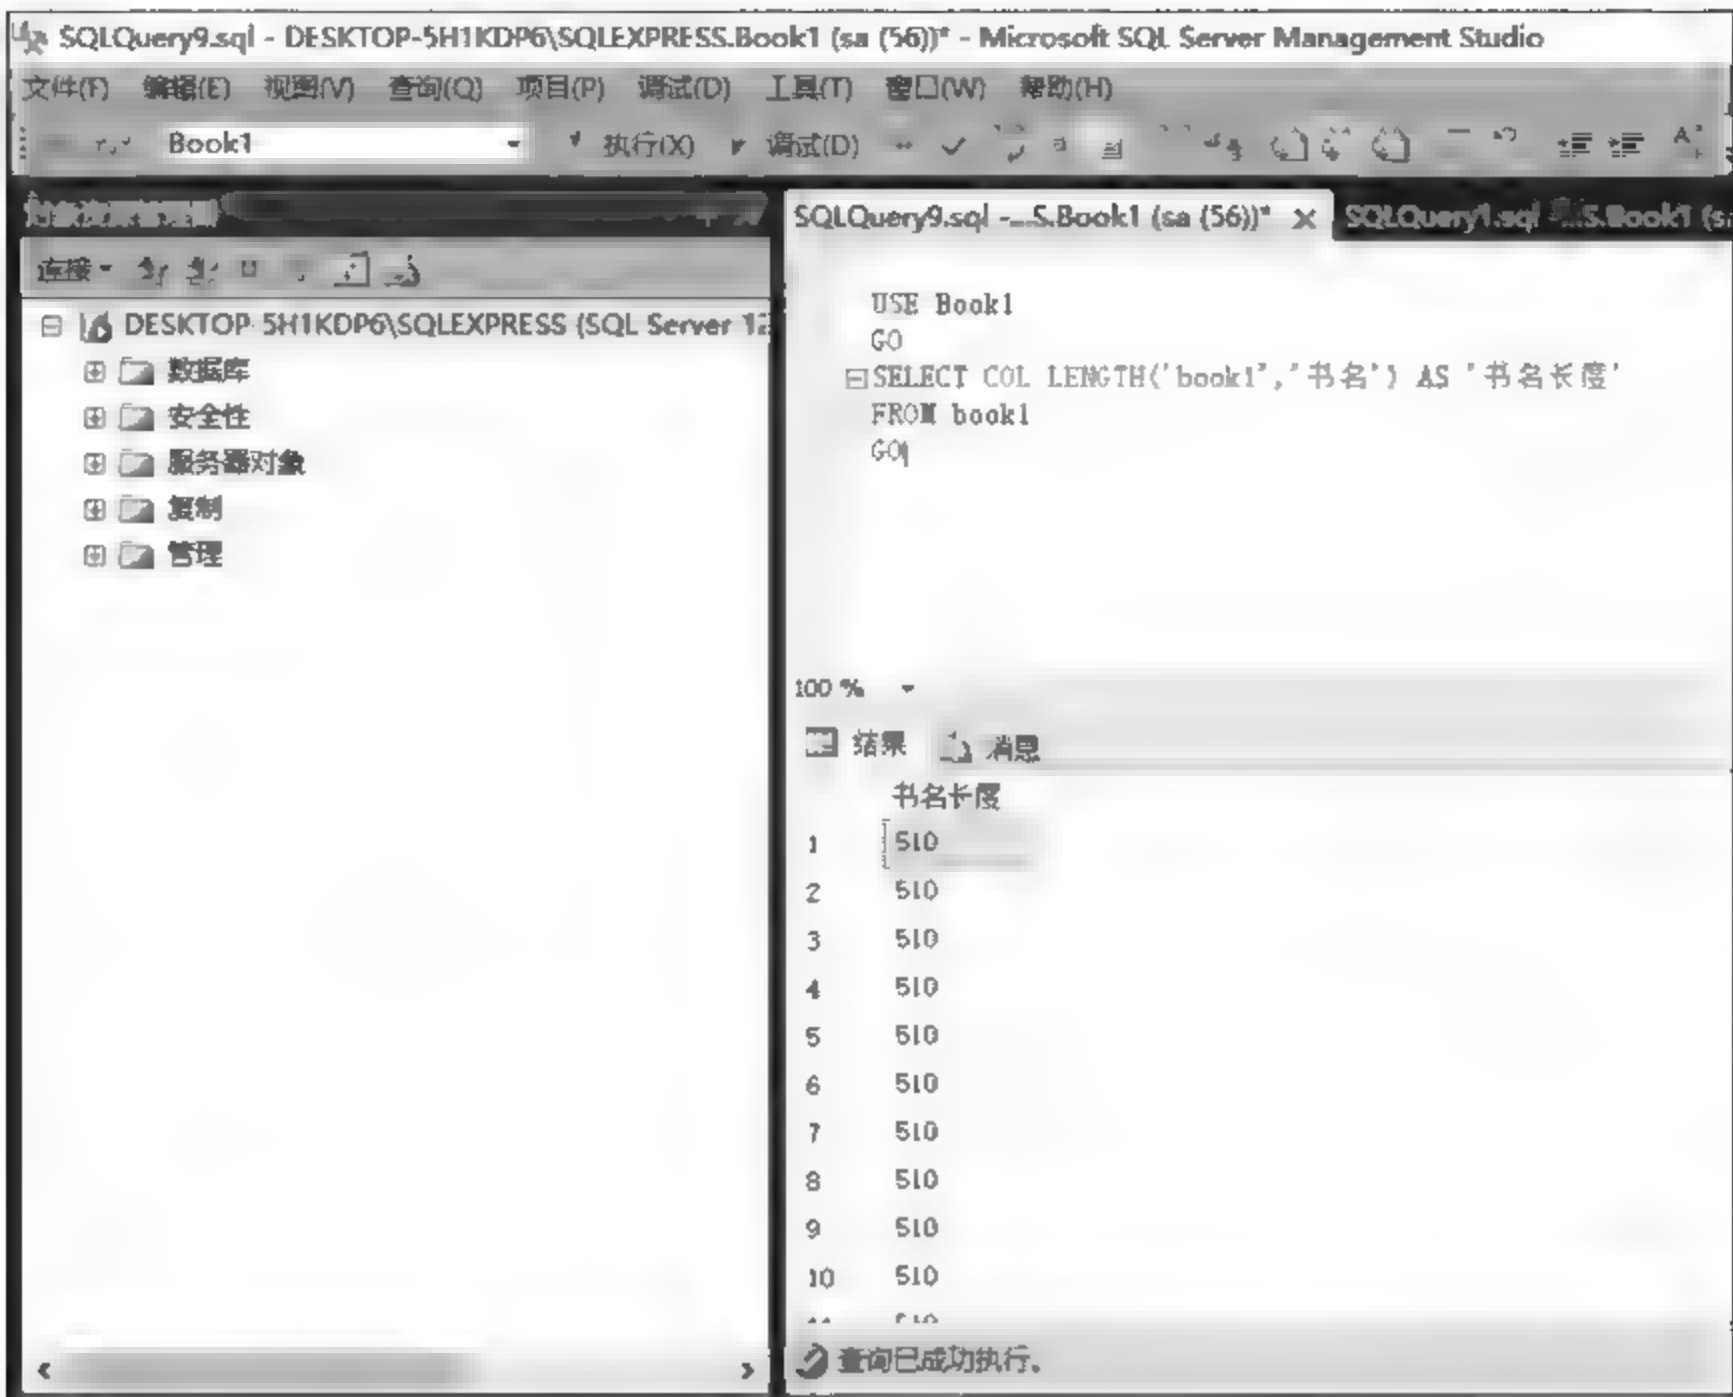 SQLQuery9.sql - DESKTOP-5H1KDP6\SQLEXPRESS.Book1 (sa (56))* - Microsoft SQL Server Management Studio
文件(F) 编辑(E) 视图(V) 查询(Q) 项目(P) 调试(D) 工具(T) 窗口(W) 帮助(H)
Book1 执行(X) 调试(D)
SQLQuery9.sql -...S.Book1 (sa (56))* SQLQuery1.sql -...S.Book1 (s
连接
DESKTOP-5H1KDP6\SQLEXPRESS (SQL Server 12
数据库
安全性
服务器对象
复制
管理
USE Book1
GO
SELECT COL_LENGTH('book1','书名') AS '书名长度'
FROM book1
GO
100 %
结果 消息
书名长度
1 510
2 510
3 510
4 510
5 510
6 510
7 510
8 510
9 510
10 510
查询已成功执行。